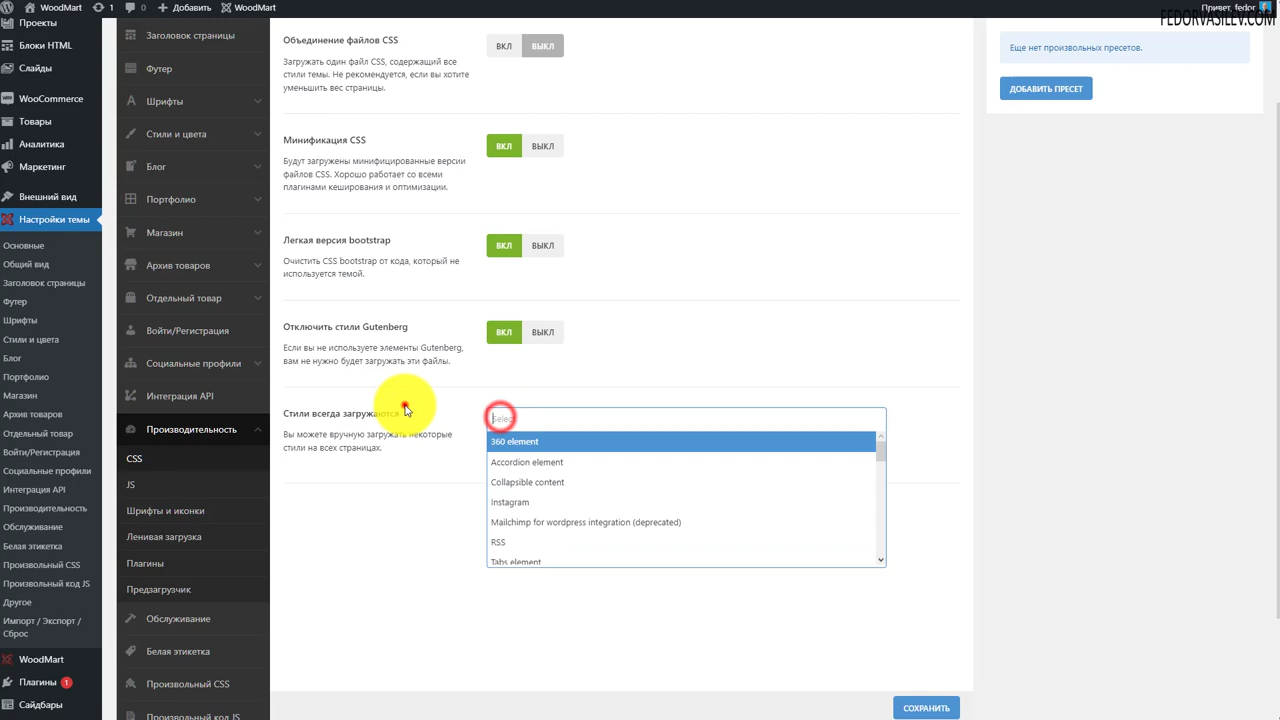 WoodMart
fedor
1
0
Добавить
WoodMart
Привет, fedor
FEDORVASILEV.COM
Блоки HTML
Слайды
Проекты
WooCommerce
Товары
Аналитика
Маркетинг
Внешний вид
Настройки темы
Основные
Общий вид
Заголовок страницы
Футер
Шрифты
Стили и цвета
Блог
Портфолио
Магазин
Архив товаров
Отдельный товар
Войти/Регистрация
Социальные профили
Интеграция API
Производительность
Обслуживание
Белая этикетка
Произвольный CSS
Произвольный код JS
Другое
Импорт / Экспорт /
Сброс
WoodMart
Плагины 1
Сайдбары
Заголовок страницы
Футер
Шрифты
Стили и цвета
Блог
Портфолио
Магазин
Архив товаров
Отдельный товар
Войти/Регистрация
Социальные профили
Интеграция API
Производительность
CSS
JS
Шрифты и иконки
Ленивая загрузка
Плагины
Предзагрузчик
Обслуживание
Белая этикетка
Произвольный CSS
Произвольный код JS
Объединение файлов CSS
Загружать один файл CSS, содержащий все
стили темы. Не рекомендуется, если вы хотите
уменьшить вес страницы.
ВКЛ ВЫКЛ
Минификация CSS
Будут загружены минифицированные версии
файлов CSS. Хорошо работает со всеми
плагинами кеширования и оптимизации.
ВКЛ ВЫКЛ
Легкая версия bootstrap
Очистить CSS bootstrap от кода, который не
используется темой.
ВКЛ ВЫКЛ
Отключить стили Gutenberg
Если вы не используете элементы Gutenberg,
вам не нужно будет загружать эти файлы.
ВКЛ ВЫКЛ
Стили всегда загружаются
Вы можете вручную загружать некоторые
стили на всех страницах.
Select
360 element
Accordion element
Collapsible content
Instagram
Mailchimp for wordpress integration (deprecated)
RSS
Tabs element
Еще нет произвольных пресетов.
ДОБАВИТЬ ПРЕСЕТ
СОХРАНИТЬ